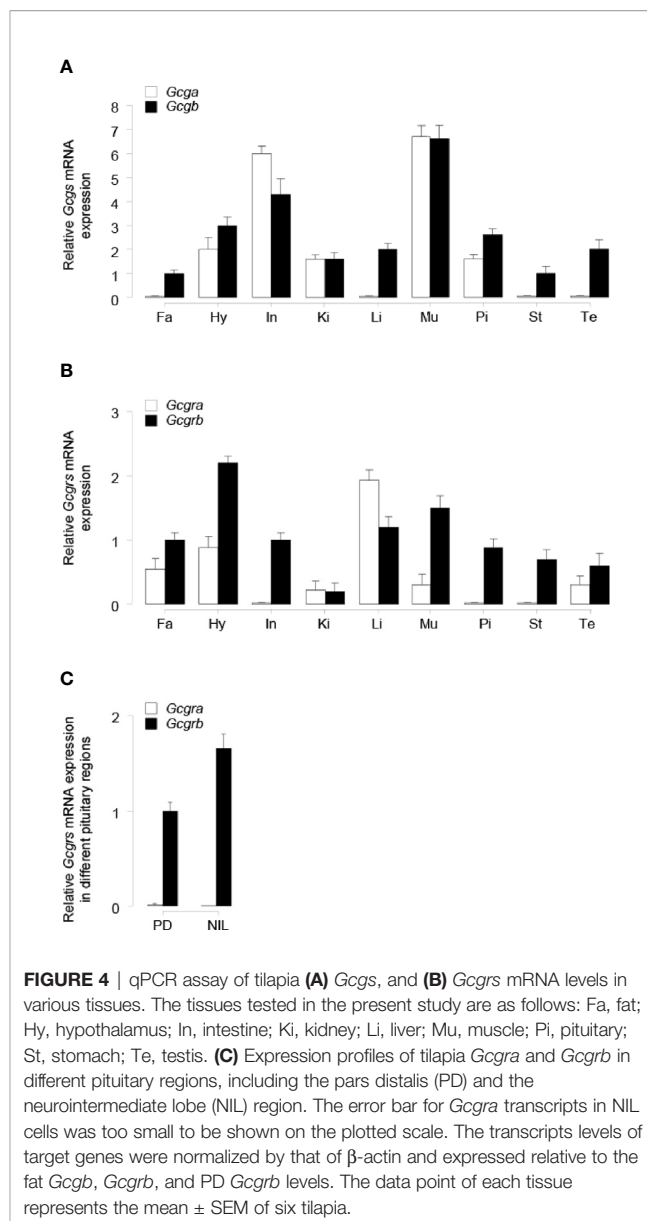 A
Gcga
Gcgb
Relative Gcgs mRNA
expression
8
7
6
5
4
3
2
1
0
Fa Hy In Ki Li Mu Pi St Te
B
Gcgra
Gcgrb
Relative Gcgrs mRNA
expression
3
2
1
0
Fa Hy In Ki Li Mu Pi St Te
C
Gcgra
Gcgrb
Relative Gcgrs mRNA expression
in different pituitary regions
2
1
0
PD NIL
FIGURE 4 | qPCR assay of tilapia (A) Gcgs, and (B) Gcgrs mRNA levels in
various tissues. The tissues tested in the present study are as follows: Fa, fat;
Hy, hypothalamus; In, intestine; Ki, kidney; Li, liver; Mu, muscle; Pi, pituitary;
St, stomach; Te, testis. (C) Expression profiles of tilapia Gcgra and Gcgrb in
different pituitary regions, including the pars distalis (PD) and the
neurointermediate lobe (NIL) region. The error bar for Gcgra transcripts in NIL
cells was too small to be shown on the plotted scale. The transcripts levels of
target genes were normalized by that of β-actin and expressed relative to the
fat Gcgb, Gcgrb, and PD Gcgrb levels. The data point of each tissue
represents the mean ± SEM of six tilapia.